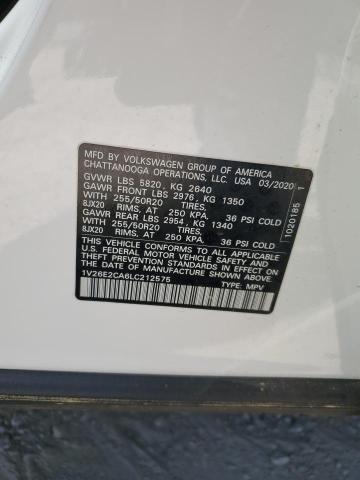 MFD. BY VOLKSWAGEN GROUP OF AMERICA
CHATTANOOGA OPERATIONS, LLC. USA 03/2020
GVWR LBS 5820, KG 2640
GAWR FRONT LBS 2976, KG 1350
WITH 255/50R20 TIRES,
8JX20 RIMS, AT 250 KPA, 36 PSI COLD
GAWR REAR LBS 2954, KG 1340
WITH 255/50R20 TIRES,
8JX20 RIMS, AT 250 KPA, 36 PSI COLD
THIS VEHICLE CONFORMS TO ALL APPLICABLE
U.S. FEDERAL MOTOR VEHICLE SAFETY
AND THEFT PREVENTION STANDARDS IN
EFFECT ON THE DATE OF MANUFACTURE
SHOWN ABOVE.
1V26E2CA6LC212575 TYPE: MPV
1020185 1